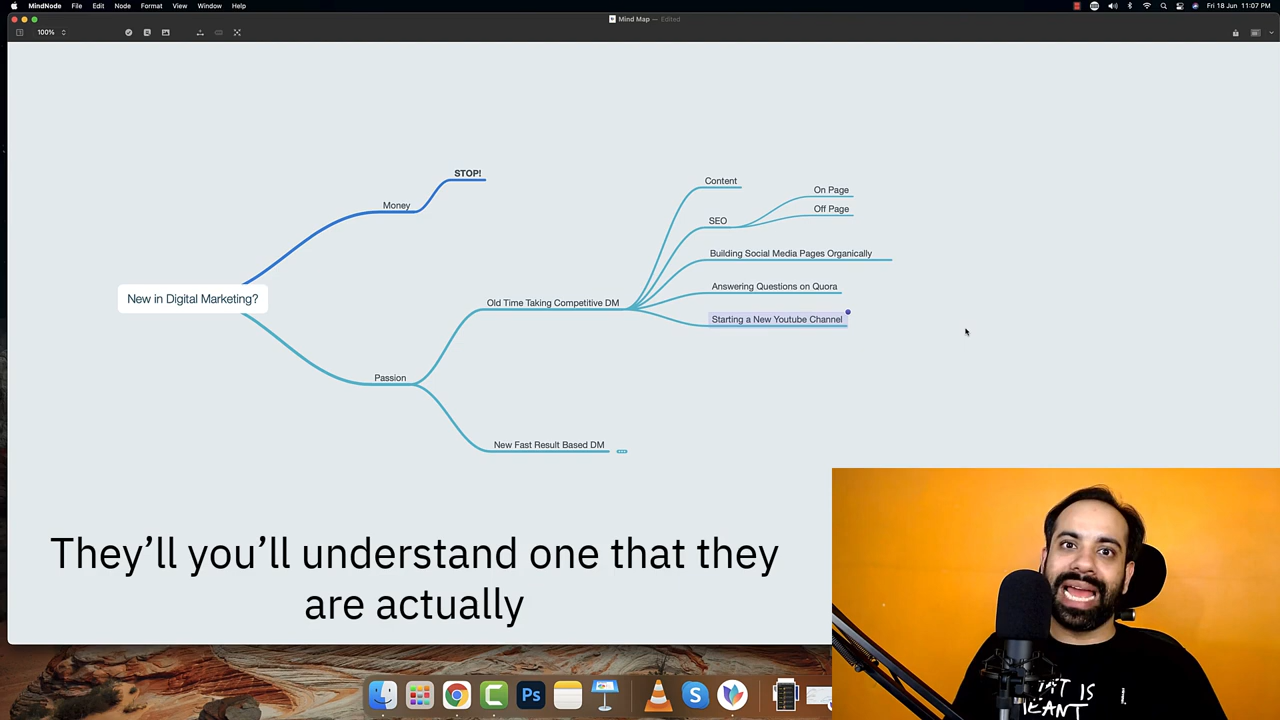 MindNode File Edit Node Format View Window Help
Fri 18 Jun 11:07 PM
Mind Map — Edited
100%
STOP!
Money
Content
On Page
Off Page
SEO
Building Social Media Pages Organically
Answering Questions on Quora
Starting a New Youtube Channel
New in Digital Marketing?
Old Time Taking Competitive DM
Passion
New Fast Result Based DM
They’ll you’ll understand one that they
are actually
Ps
IS
MEANT